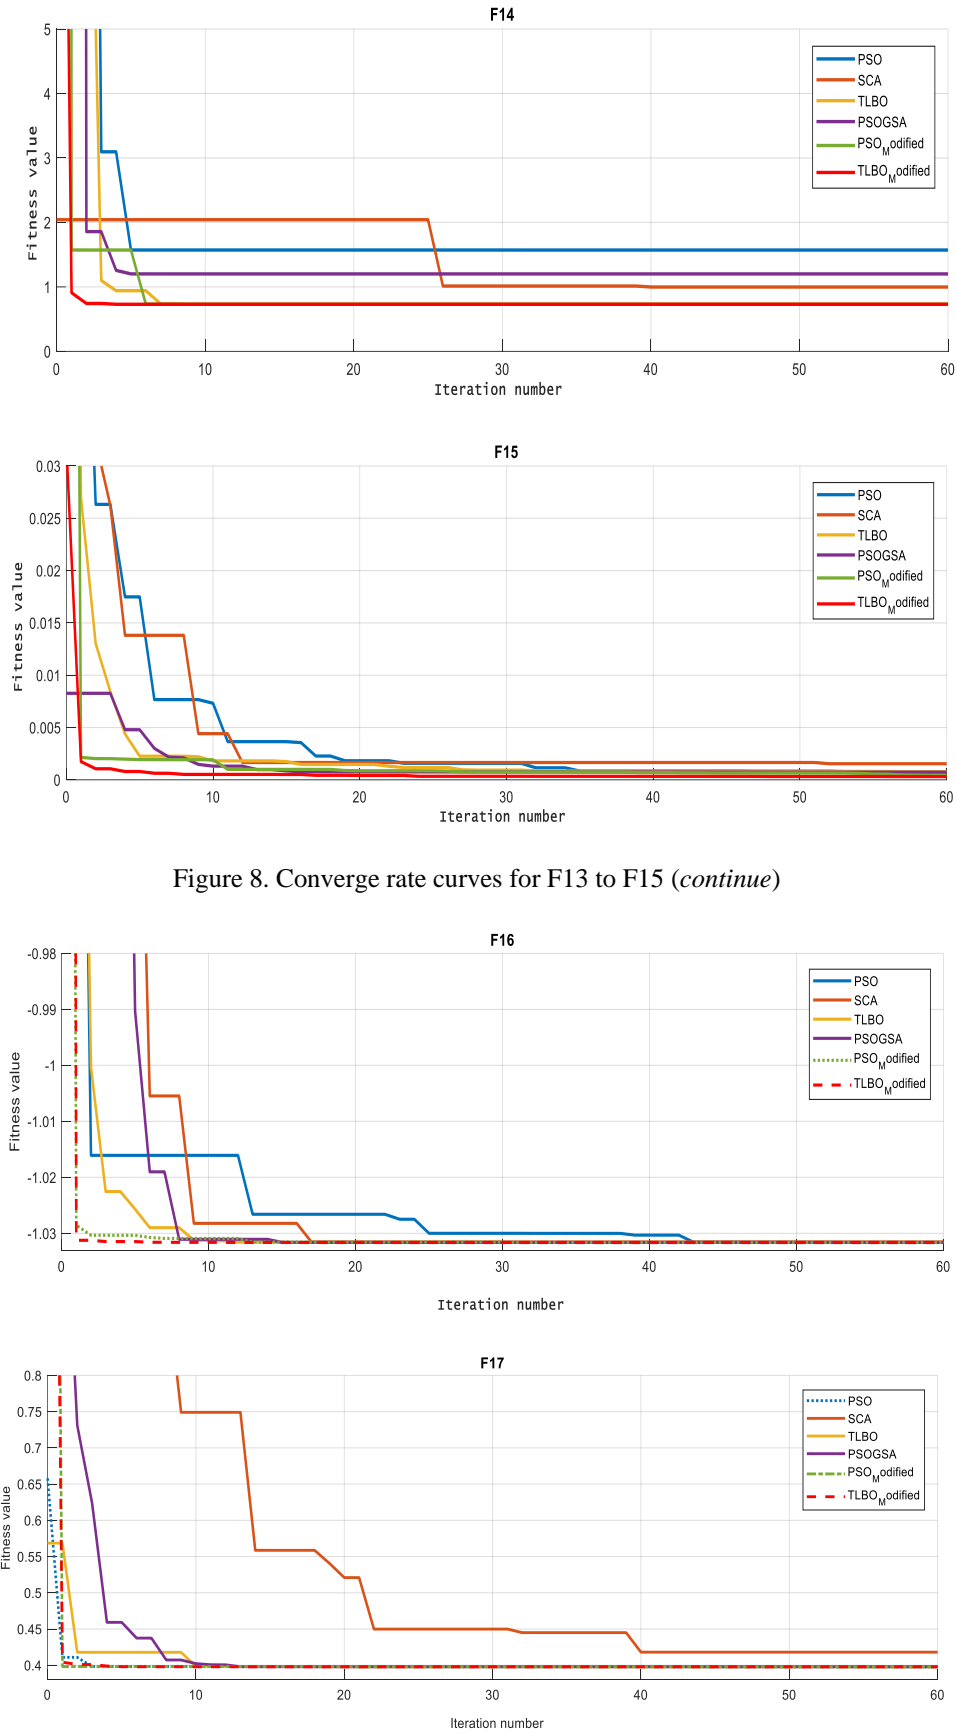 F14
5
4
3
2
1
0
0 10 20 30 40 50 60
Fitness value
Iteration number
PSO
SCA
TLBO
PSOGSA
PSO_Modified
TLBO_Modified
F15
0.03
0.025
0.02
0.015
0.01
0.005
0
0 10 20 30 40 50 60
Fitness value
Iteration number
PSO
SCA
TLBO
PSOGSA
PSO_Modified
TLBO_Modified
Figure 8. Converge rate curves for F13 to F15 (continue)
F16
-0.98
-0.99
-1
-1.01
-1.02
-1.03
0 10 20 30 40 50 60
Fitness value
Iteration number
PSO
SCA
TLBO
PSOGSA
PSO_Modified
TLBO_Modified
F17
0.8
0.75
0.7
0.65
0.6
0.55
0.5
0.45
0.4
0 10 20 30 40 50 60
Fitness value
Iteration number
PSO
SCA
TLBO
PSOGSA
PSO_Modified
TLBO_Modified